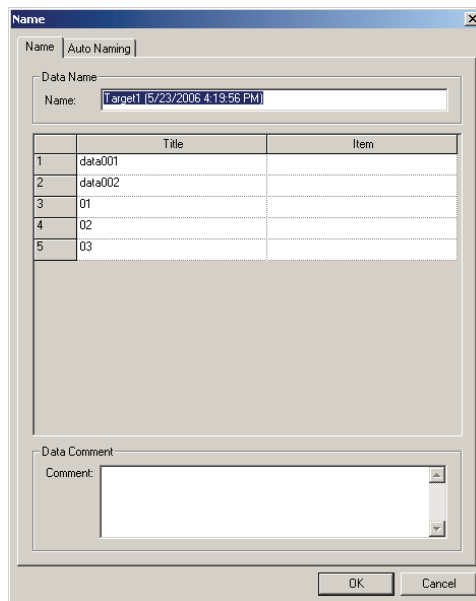 Name
Name Auto Naming
Data Name
Name: Target1 (5/23/2006 4:19:56 PM)
Title Item
1 data001
2 data002
3 01
4 02
5 03
Data Comment
Comment:
OK Cancel